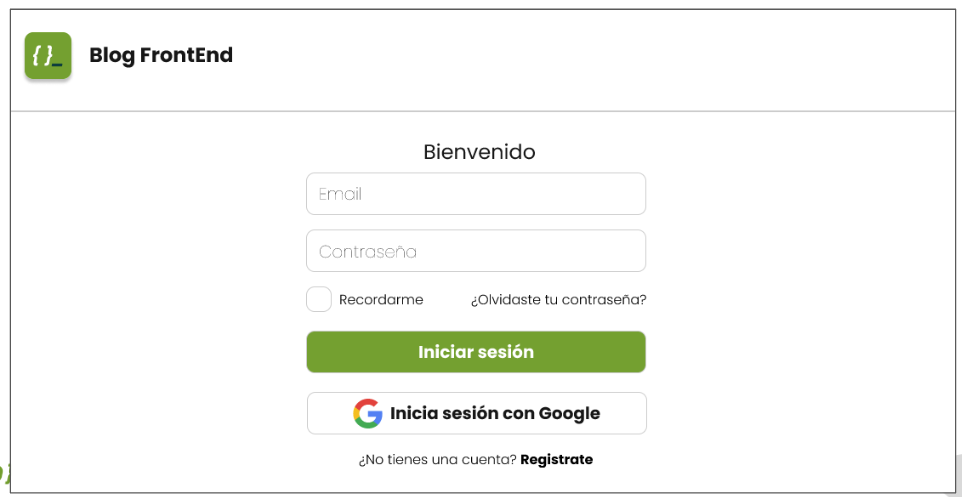 {}_ Blog FrontEnd
Bienvenido
Email
Contraseña
Recordarme ¿Olvidaste tu contraseña?
Iniciar sesión
G Inicia sesión con Google
¿No tienes una cuenta? Registrate